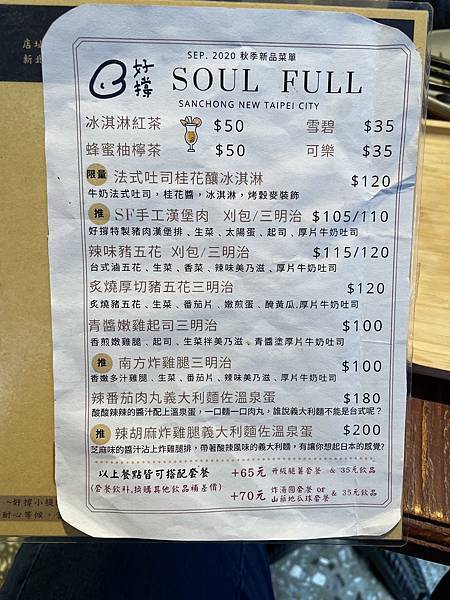 SEP. 2020 秋季新品菜單
好撐 SOUL FULL
SANCHONG NEW TAIPEI CITY
冰淇淋紅茶 $50 雪碧 $35
蜂蜜柚檸茶 $50 可樂 $35
限量 法式吐司桂花釀冰淇淋 $120
牛奶法式吐司，桂花醬，冰淇淋，烤穀麥裝飾
推 SF手工漢堡肉 刈包/三明治 $105/110
好撐特製豬肉漢堡排、生菜、太陽蛋、起司、厚片牛奶吐司
辣味豬五花 刈包/三明治 $115/120
台式滷五花、生菜、香菜、辣味美乃滋、厚片牛奶吐司
炙燒厚切豬五花三明治 $120
炙燒豬五花、生菜、番茄片、嫩煎蛋、醃黃瓜.厚片牛奶吐司
青醬嫩雞起司三明治 $100
香煎嫩雞腿、起司、生菜拌美乃滋、青醬塗厚片牛奶吐司
推 南方炸雞腿三明治 $100
香嫩多汁雞腿、生菜、番茄片、辣味美乃滋、厚片牛奶吐司
辣番茄肉丸義大利麵佐溫泉蛋 $180
酸酸辣辣的醬汁配上溫泉蛋，一口麵一口肉丸，誰說義大利麵不能是台式呢？
推 辣胡麻炸雞腿義大利麵佐溫泉蛋 $200
芝麻味的醬汁沾上炸雞腿排，帶著酸辣風味的義大利麵，有讓你想起日本的感覺?
以上餐點皆可搭配套餐 +65元 升級腿薯套餐 & 35元飲品
(套餐飲料,換購其他飲品補差價)
+70元 炸湯圓套餐 or 山藥地瓜球套餐 & 35元飲品
店址
新北
~好撐小
耐心等候，